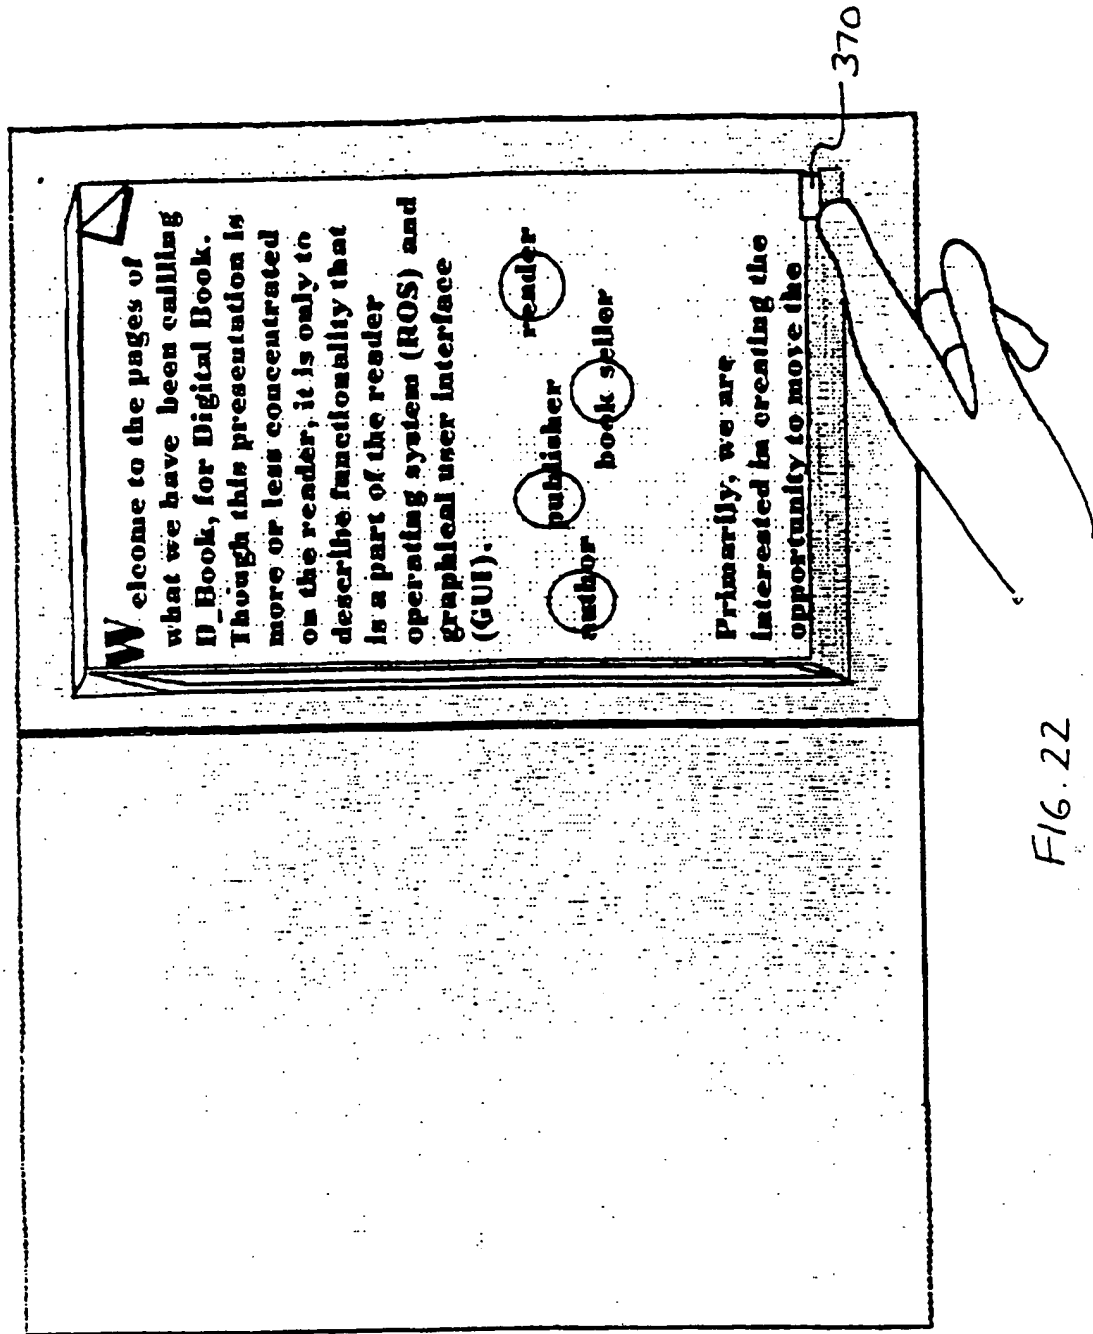 Welcome to the pages of
what we have been callling
D_Book, for Digital Book.
Though this presentation is
more or less concentrated
on the reader, it is only to
describe functionality that
is a part of the reader
operating system (ROS) and
graphical user interface
(GUI).
reader
publisher
author
book seller
Primarily, we are
interested in creating the
opportunity to move the
370
FIG. 22